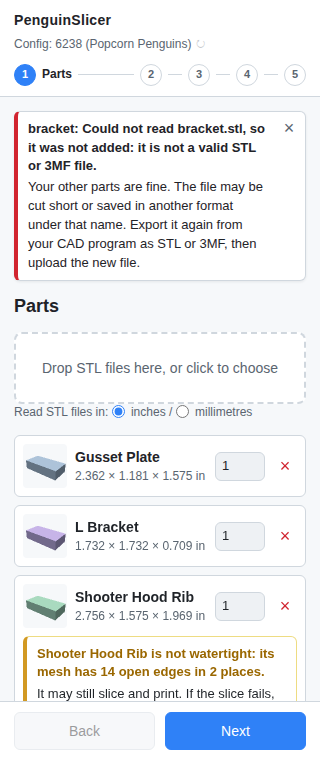 PenguinSlicer
Config: 6238 (Popcorn Penguins)
1 Parts 2 3 4 5
bracket: Could not read bracket.stl, so
it was not added: it is not a valid STL
or 3MF file.
Your other parts are fine. The file may be
cut short or saved in another format
under that name. Export it again from
your CAD program as STL or 3MF, then
upload the new file.
Parts
Drop STL files here, or click to choose
Read STL files in: inches / millimetres
Gusset Plate
2.362 × 1.181 × 1.575 in
1
L Bracket
1.732 × 1.732 × 0.709 in
1
Shooter Hood Rib
2.756 × 1.575 × 1.969 in
1
Shooter Hood Rib is not watertight: its
mesh has 14 open edges in 2 places.
It may still slice and print. If the slice fails,
Back
Next